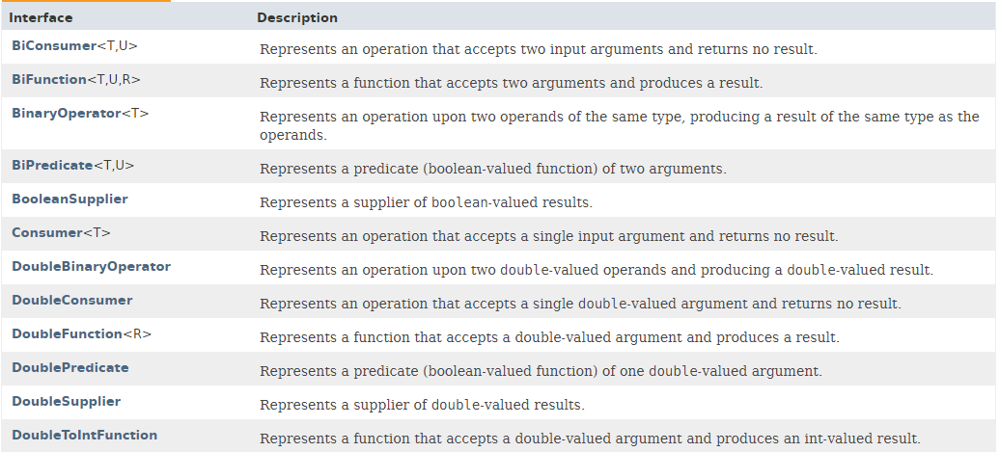 Interface Description
BiConsumer<T,U> Represents an operation that accepts two input arguments and returns no result.
BiFunction<T,U,R> Represents a function that accepts two arguments and produces a result.
BinaryOperator<T> Represents an operation upon two operands of the same type, producing a result of the same type as the
operands.
BiPredicate<T,U> Represents a predicate (boolean-valued function) of two arguments.
BooleanSupplier Represents a supplier of boolean-valued results.
Consumer<T> Represents an operation that accepts a single input argument and returns no result.
DoubleBinaryOperator Represents an operation upon two double-valued operands and producing a double-valued result.
DoubleConsumer Represents an operation that accepts a single double-valued argument and returns no result.
DoubleFunction<R> Represents a function that accepts a double-valued argument and produces a result.
DoublePredicate Represents a predicate (boolean-valued function) of one double-valued argument.
DoubleSupplier Represents a supplier of double-valued results.
DoubleToIntFunction Represents a function that accepts a double-valued argument and produces an int-valued result.